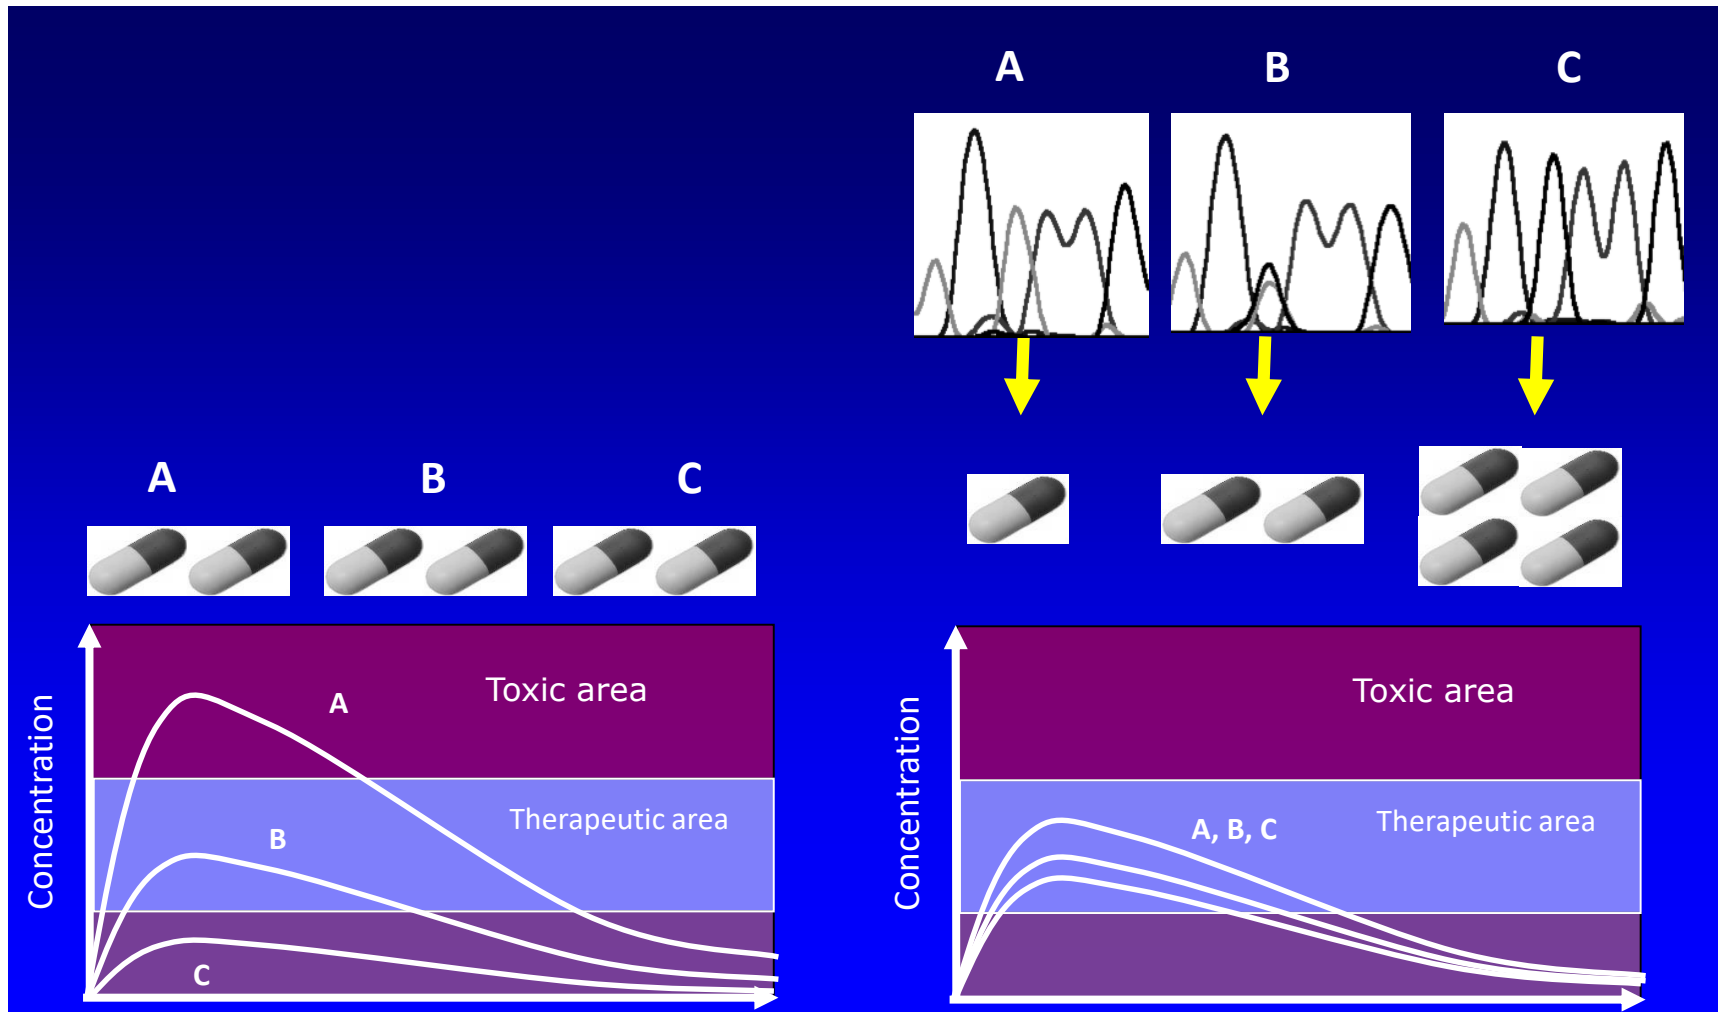 A B C
A B C
Concentration
Toxic area
A
Therapeutic area
B
C
Concentration
Toxic area
Therapeutic area
A, B, C